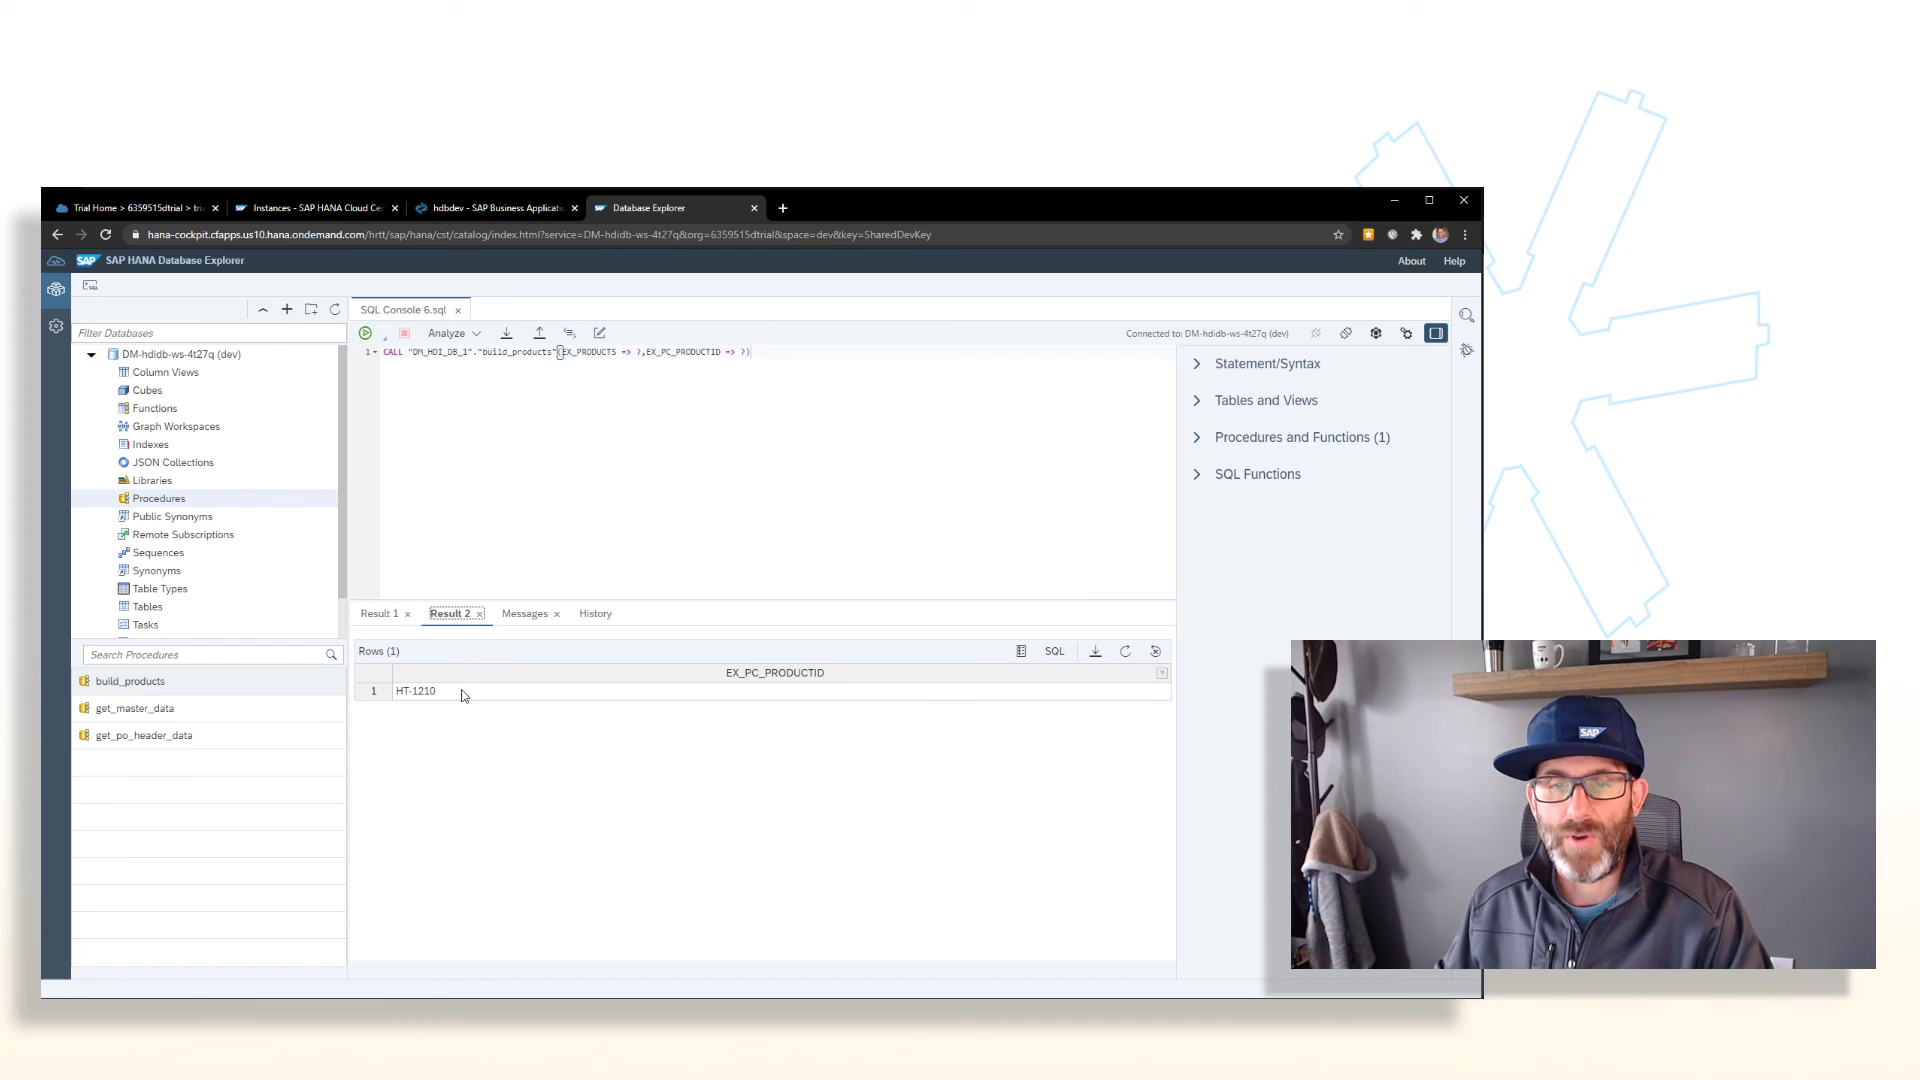 Trial Home > 6359515dtrial > tri
Instances - SAP HANA Cloud Ce
hdbdev - SAP Business Applicati
Database Explorer
hana-cockpit.cfapps.us10.hana.ondemand.com/hrtt/sap/hana/cst/catalog/index.html?service=DM-hdidb-ws-4t27q&org=6359515dtrial&space=dev&key=SharedDevKey
SAP SAP HANA Database Explorer
About Help
SQL Console 6.sql
Filter Databases
Analyze
Connected to: DM-hdidb-ws-4t27q (dev)
1 CALL "DM_HDI_DB_1"."build_products"(EX_PRODUCTS => ?,EX_PC_PRODUCTID => ?)
DM-hdidb-ws-4t27q (dev)
Column Views
Cubes
Functions
Graph Workspaces
Indexes
JSON Collections
Libraries
Procedures
Public Synonyms
Remote Subscriptions
Sequences
Synonyms
Table Types
Tables
Tasks
Statement/Syntax
Tables and Views
Procedures and Functions (1)
SQL Functions
Search Procedures
build_products
get_master_data
get_po_header_data
Result 1 Result 2 Messages History
Rows (1)
SQL
EX_PC_PRODUCTID
1 HT-1210
SAP